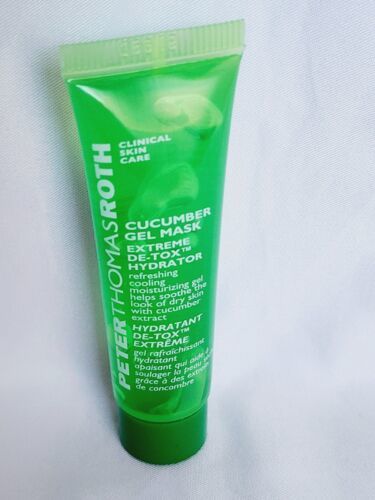 PETERTHOMASROTH
CLINICAL
SKIN
CARE
CUCUMBER
GEL MASK
EXTREME
DE-TOX™
HYDRATOR
refreshing
cooling
moisturizing gel
helps soothe the
look of dry skin
with cucumber
extract
HYDRATANT
DE-TOX™
EXTRÊME
gel rafraîchissant
hydratant
apaisant qui aide à
soulager la peau
grâce à des
de concombre